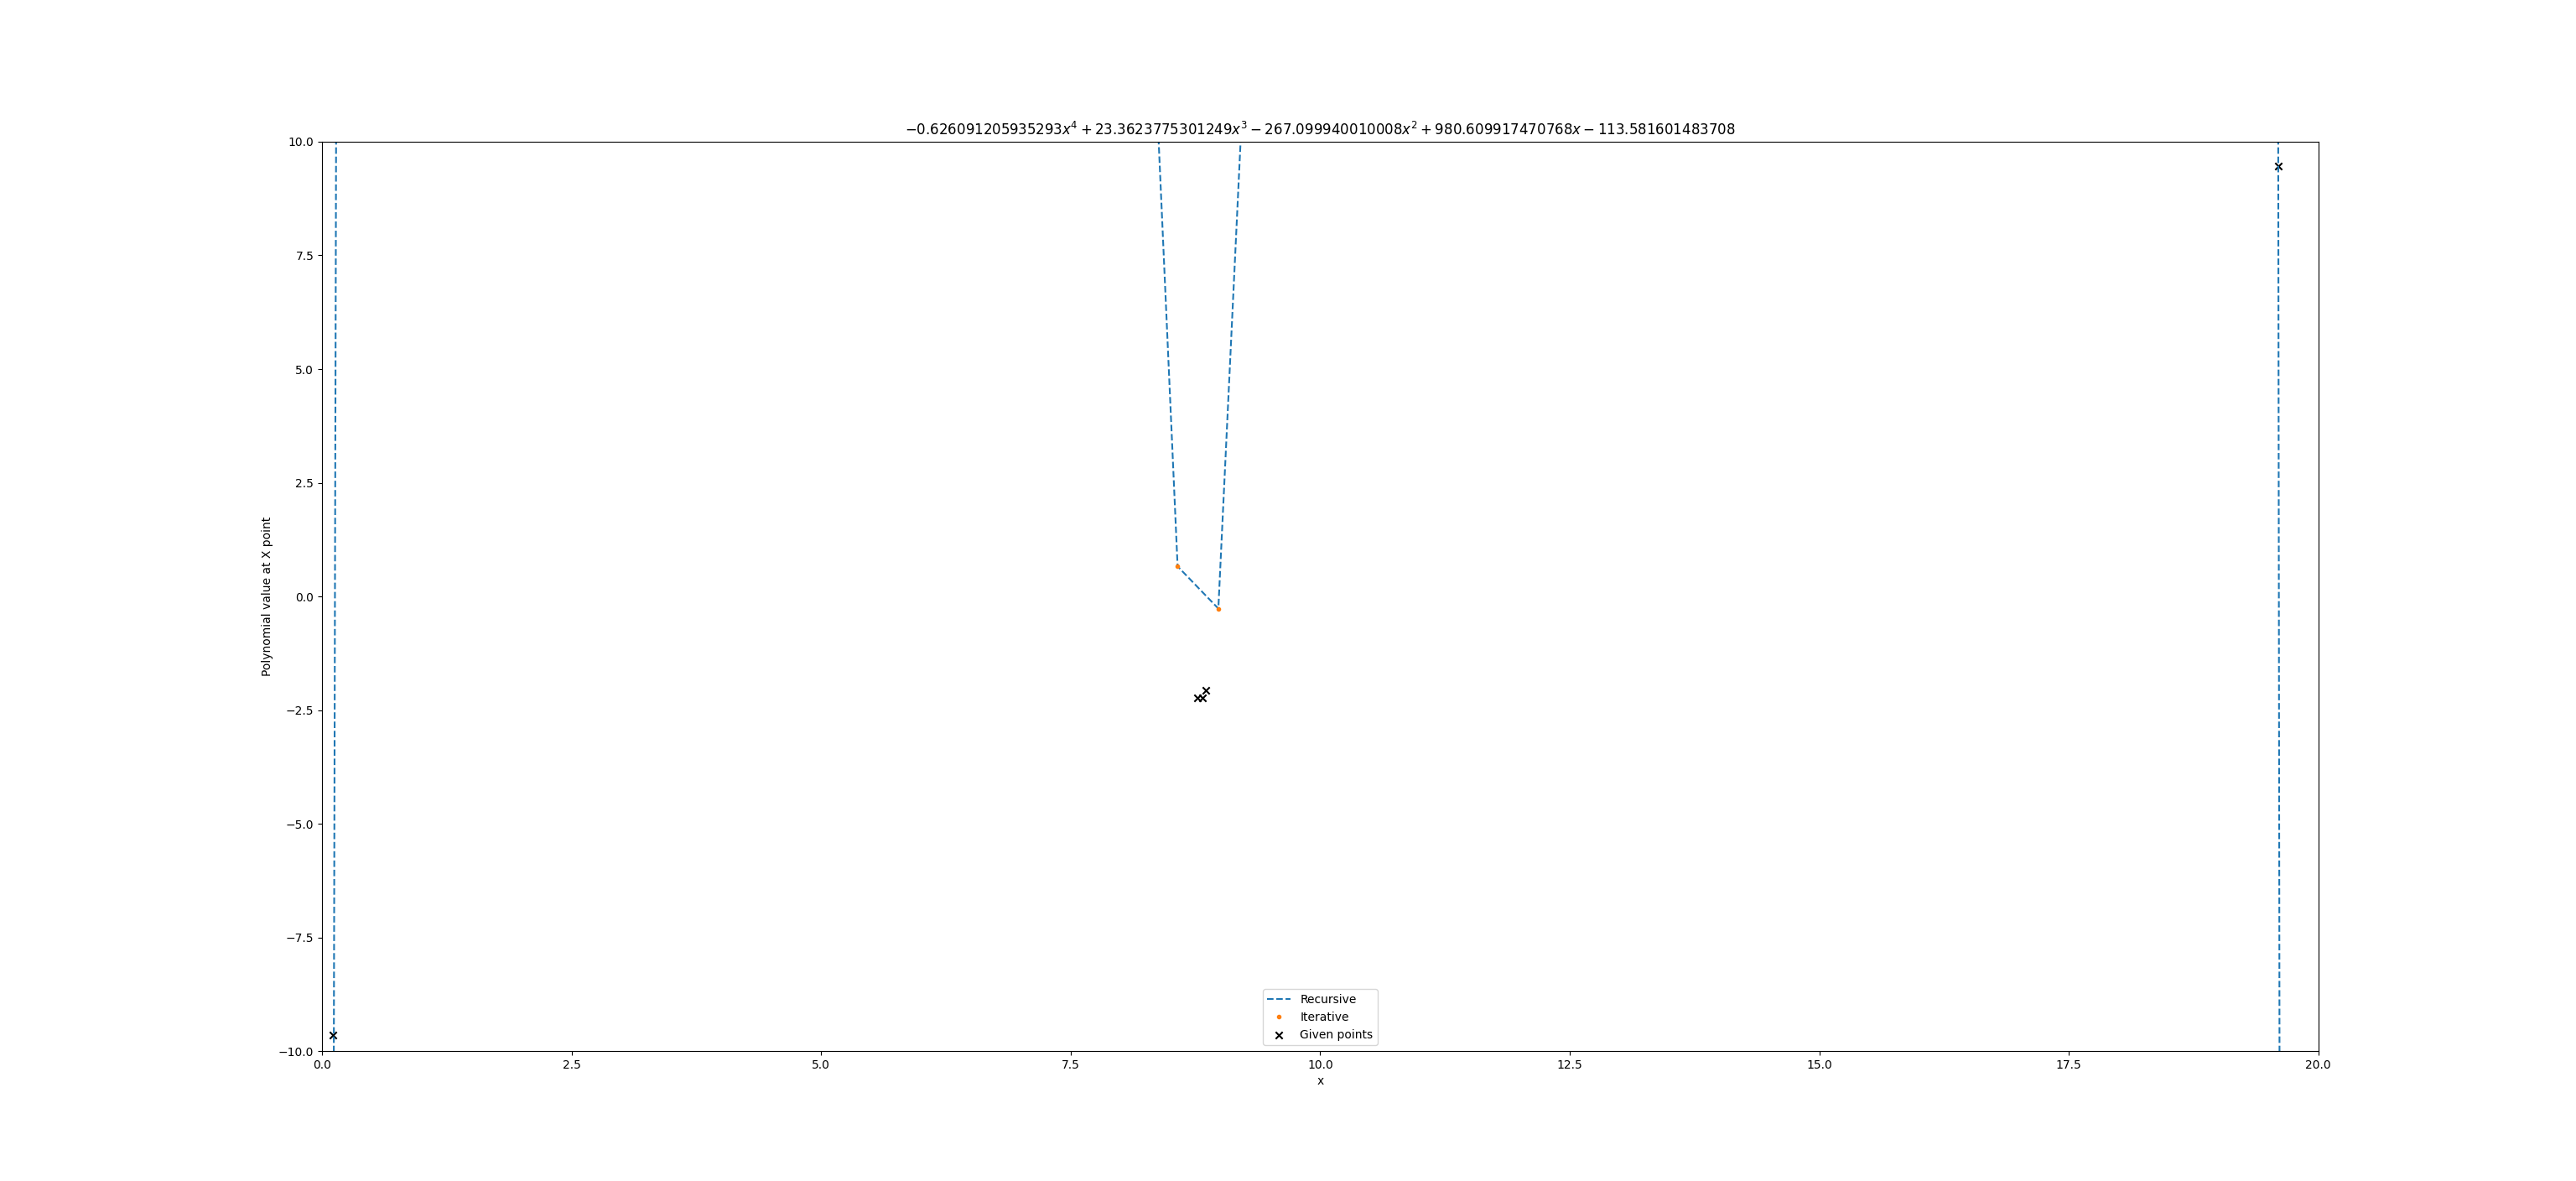 −0.626091205935293x⁴ + 23.3623775301249x³ − 267.099940010008x² + 980.609917470768x − 113.581601483708
10.0
7.5
5.0
2.5
0.0
−2.5
−5.0
−7.5
−10.0
Polynomial value at X point
Recursive
Iterative
Given points
0.0 2.5 5.0 7.5 10.0 12.5 15.0 17.5 20.0
x